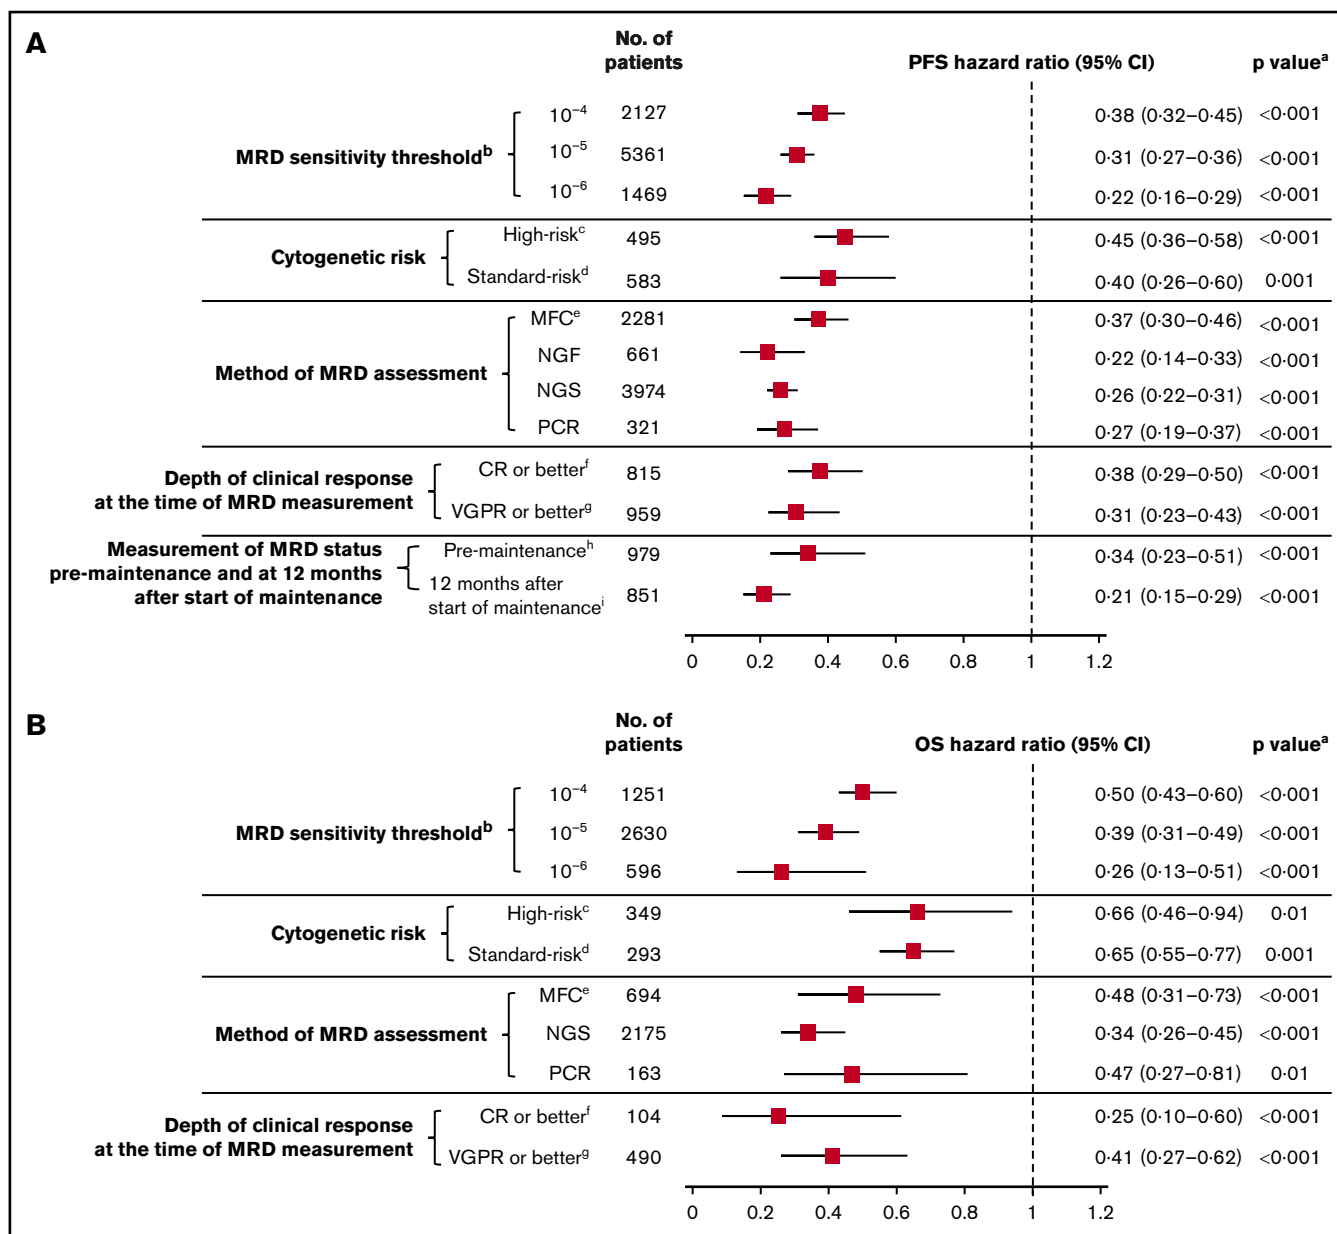 A
No. of patients PFS hazard ratio (95% CI) p valueᵃ
MRD sensitivity thresholdᵇ
10⁻⁴ 2127 0·38 (0·32–0·45) <0·001
10⁻⁵ 5361 0·31 (0·27–0·36) <0·001
10⁻⁶ 1469 0·22 (0·16–0·29) <0·001
Cytogenetic risk
High-riskᶜ 495 0·45 (0·36–0·58) <0·001
Standard-riskᵈ 583 0·40 (0·26–0·60) 0·001
Method of MRD assessment
MFCᵉ 2281 0·37 (0·30–0·46) <0·001
NGF 661 0·22 (0·14–0·33) <0·001
NGS 3974 0·26 (0·22–0·31) <0·001
PCR 321 0·27 (0·19–0·37) <0·001
Depth of clinical response
at the time of MRD measurement
CR or betterᶠ 815 0·38 (0·29–0·50) <0·001
VGPR or betterᵍ 959 0·31 (0·23–0·43) <0·001
Measurement of MRD status
pre-maintenance and at 12 months
after start of maintenance
Pre-maintenanceʰ 979 0·34 (0·23–0·51) <0·001
12 months after
start of maintenanceⁱ 851 0·21 (0·15–0·29) <0·001
0 0.2 0.4 0.6 0.8 1 1.2
B
No. of patients OS hazard ratio (95% CI) p valueᵃ
MRD sensitivity thresholdᵇ
10⁻⁴ 1251 0·50 (0·43–0·60) <0·001
10⁻⁵ 2630 0·39 (0·31–0·49) <0·001
10⁻⁶ 596 0·26 (0·13–0·51) <0·001
Cytogenetic risk
High-riskᶜ 349 0·66 (0·46–0·94) 0·01
Standard-riskᵈ 293 0·65 (0·55–0·77) 0·001
Method of MRD assessment
MFCᵉ 694 0·48 (0·31–0·73) <0·001
NGS 2175 0·34 (0·26–0·45) <0·001
PCR 163 0·47 (0·27–0·81) 0·01
Depth of clinical response
at the time of MRD measurement
CR or betterᶠ 104 0·25 (0·10–0·60) <0·001
VGPR or betterᵍ 490 0·41 (0·27–0·62) <0·001
0 0.2 0.4 0.6 0.8 1 1.2